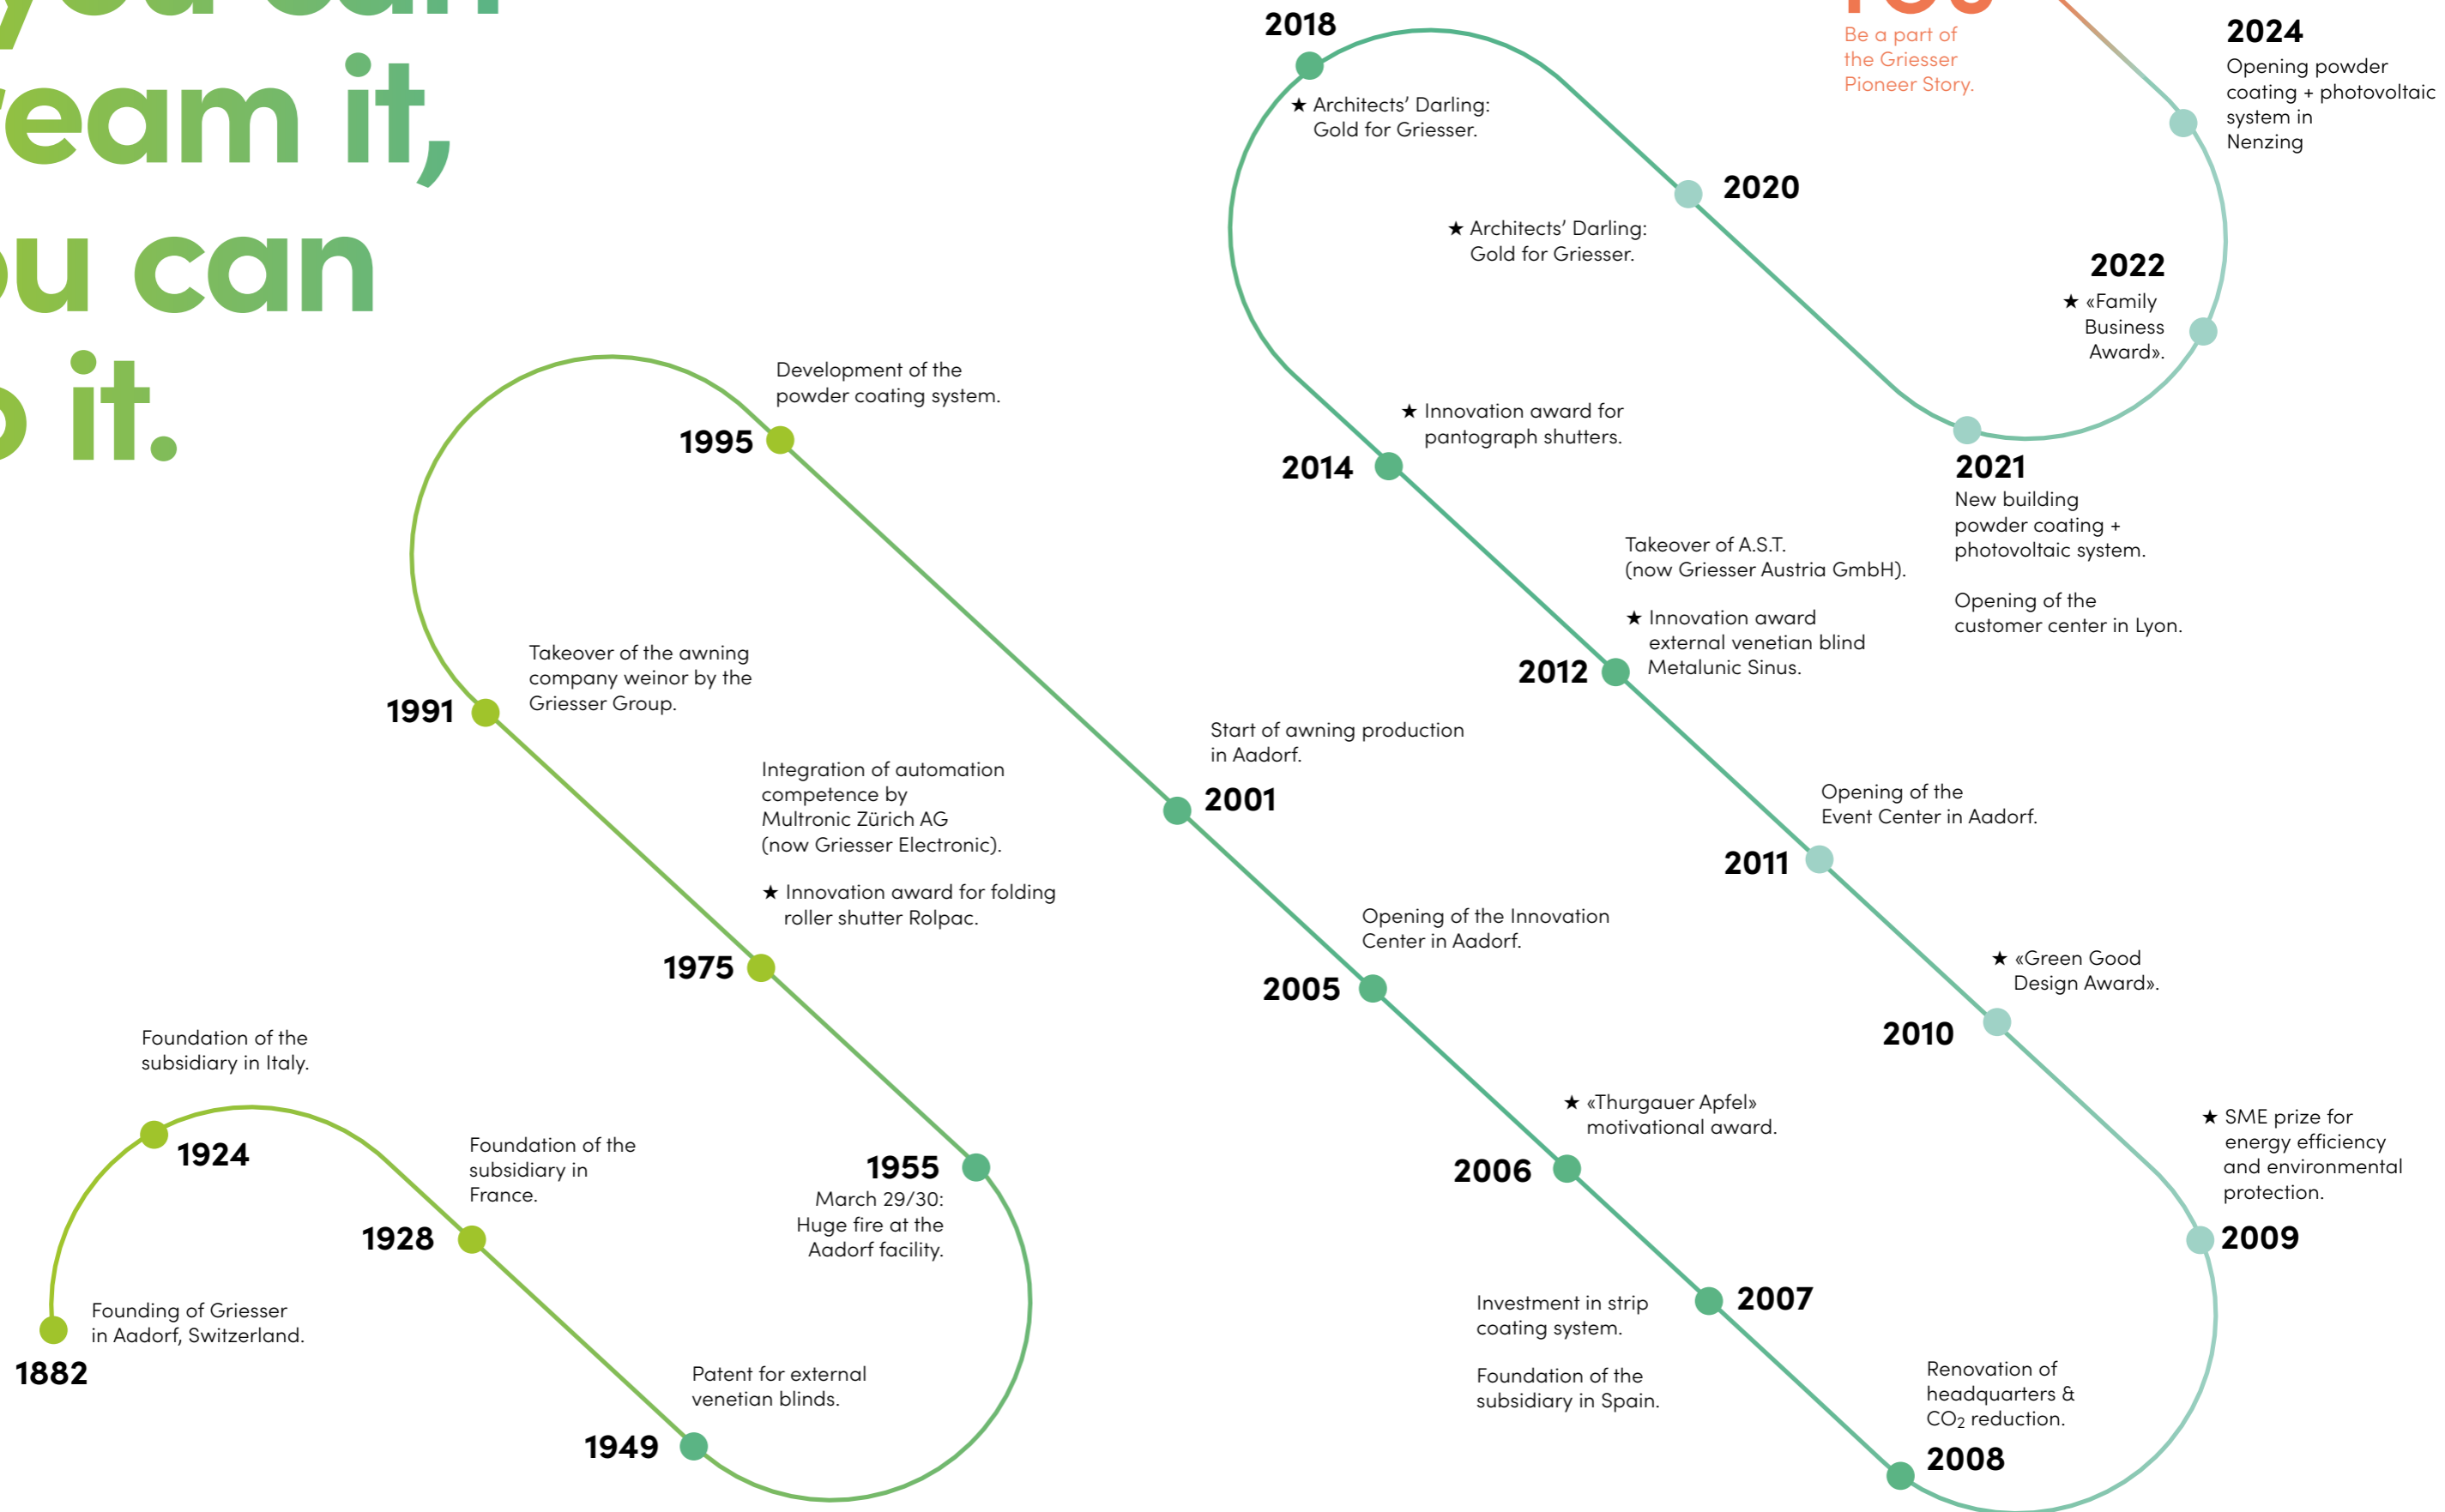 you can
ream it,
ou can
o it.
1882
Founding of Griesser
in Aadorf, Switzerland.
Foundation of the
subsidiary in Italy.
1924
Foundation of the
subsidiary in
France.
1928
Patent for external
venetian blinds.
1949
1955
March 29/30:
Huge fire at the
Aadorf facility.
Integration of automation
competence by
Multronic Zürich AG
(now Griesser Electronic).
★ Innovation award for folding
roller shutter Rolpac.
1975
Takeover of the awning
company weinor by the
Griesser Group.
1991
Development of the
powder coating system.
1995
Start of awning production
in Aadorf.
2001
Opening of the Innovation
Center in Aadorf.
2005
★ «Thurgauer Apfel»
motivational award.
2006
2007
Investment in strip
coating system.
Foundation of the
subsidiary in Spain.
Renovation of
headquarters &
CO₂ reduction.
2008
★ SME prize for
energy efficiency
and environmental
protection.
2009
★ «Green Good
Design Award».
2010
Opening of the
Event Center in Aadorf.
2011
Takeover of A.S.T.
(now Griesser Austria GmbH).
★ Innovation award
external venetian blind
Metalunic Sinus.
2012
★ Innovation award for
pantograph shutters.
2014
2018
★ Architects’ Darling:
Gold for Griesser.
2020
★ Architects’ Darling:
Gold for Griesser.
2021
New building
powder coating +
photovoltaic system.
Opening of the
customer center in Lyon.
2022
★ «Family
Business
Award».
2024
Opening powder
coating + photovoltaic
system in
Nenzing
Be a part of
the Griesser
Pioneer Story.